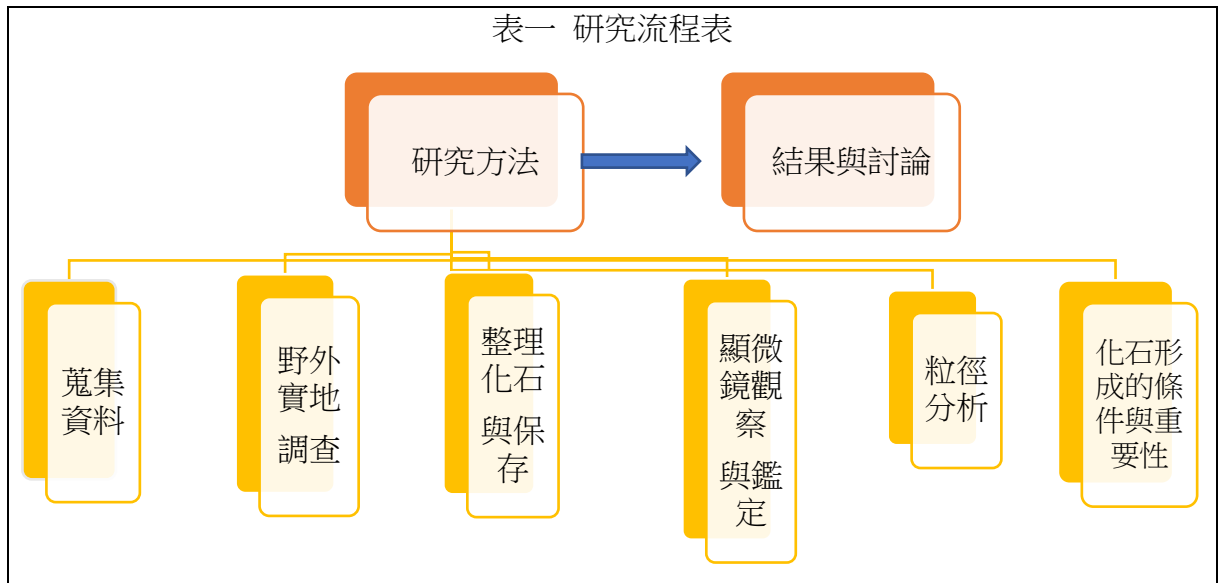 表一 研究流程表
研究方法
結果與討論
蒐集
資料
野外
實地
調查
整理
化石
與保
存
顯微
鏡觀
察
與鑑
定
粒徑
分析
化石形
成的條
件與重
要性